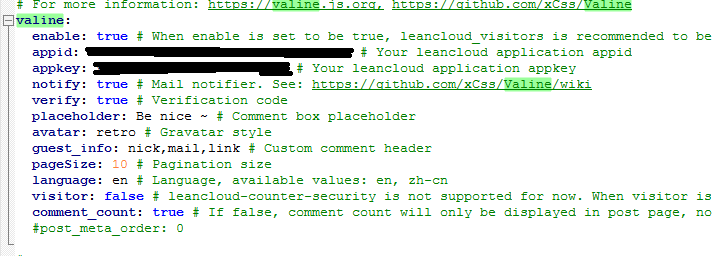 # For more information: https://valine.js.org, https://github.com/xCss/Valine
valine:
enable: true # When enable is set to be true, leancloud_visitors is recommended to be
appid: # Your leancloud application appid
appkey: # Your leancloud application appkey
notify: true # Mail notifier. See: https://github.com/xCss/Valine/wiki
verify: true # Verification code
placeholder: Be nice ~ # Comment box placeholder
avatar: retro # Gravatar style
guest_info: nick,mail,link # Custom comment header
pageSize: 10 # Pagination size
language: en # Language, available values: en, zh-cn
visitor: false # leancloud-counter-security is not supported for now. When visitor is
comment_count: true # If false, comment count will only be displayed in post page, no
#post_meta_order: 0